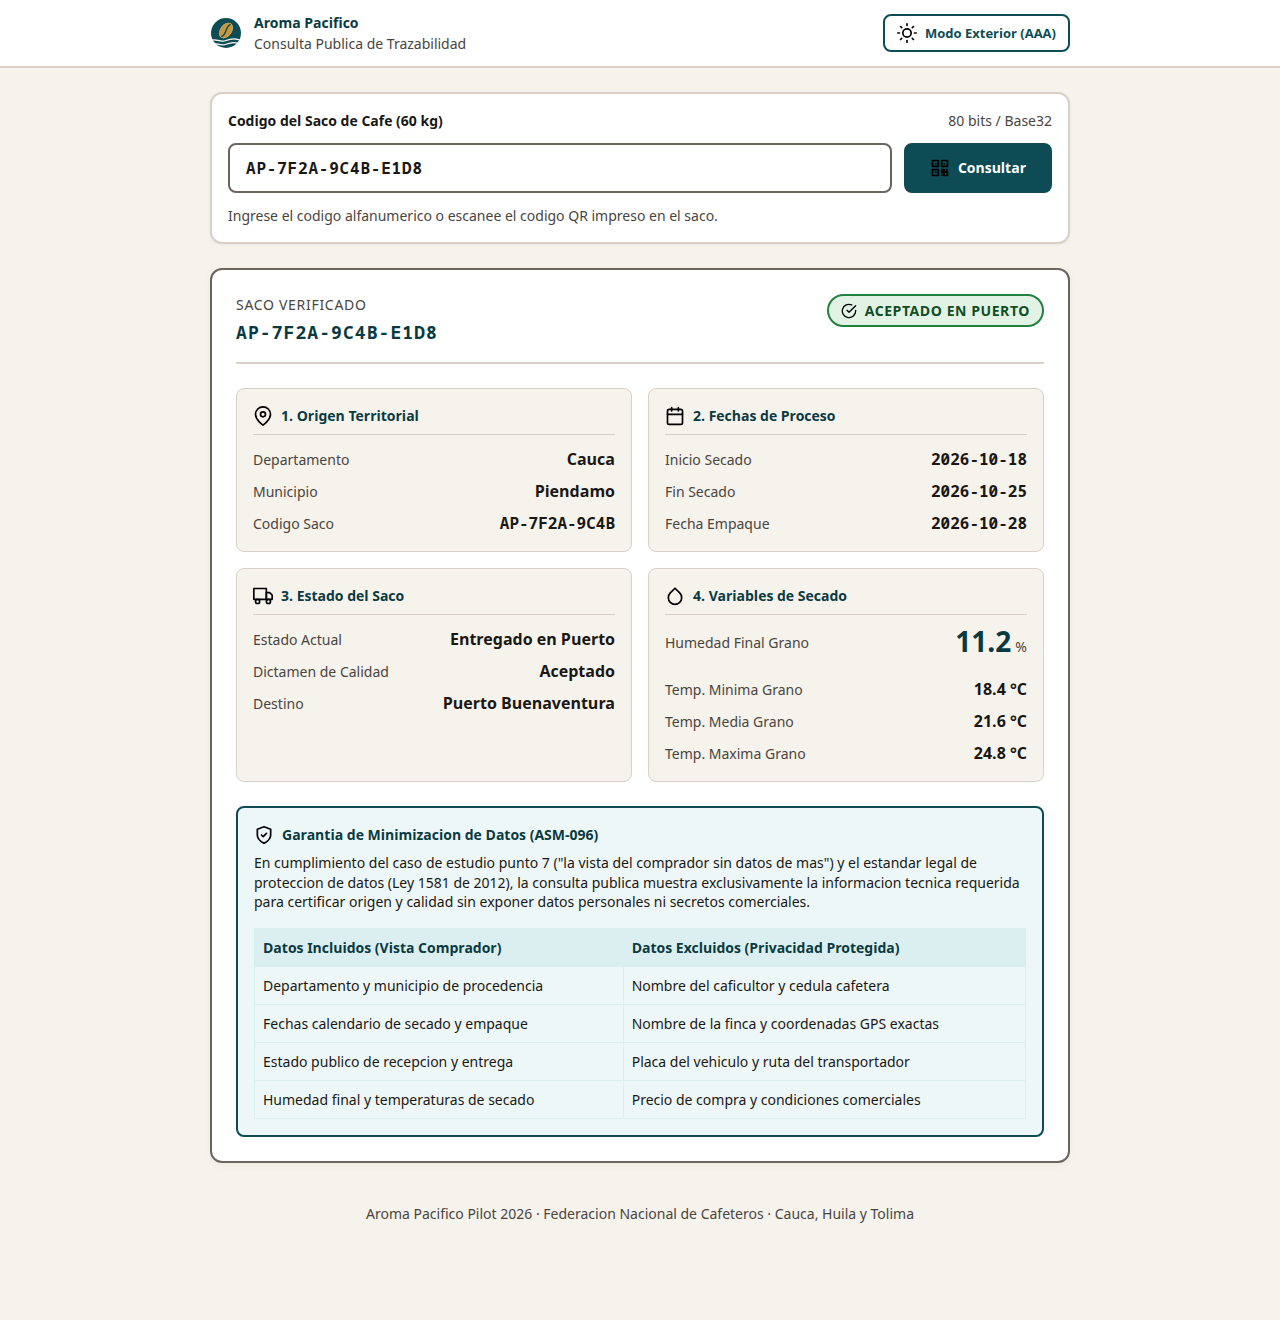 Aroma Pacifico
Consulta Publica de Trazabilidad
Modo Exterior (AAA)
Codigo del Saco de Cafe (60 kg)
80 bits / Base32
AP-7F2A-9C4B-E1D8
Consultar
Ingrese el codigo alfanumerico o escanee el codigo QR impreso en el saco.
SACO VERIFICADO
AP-7F2A-9C4B-E1D8
ACEPTADO EN PUERTO
1. Origen Territorial
Departamento Cauca
Municipio Piendamo
Codigo Saco AP-7F2A-9C4B
2. Fechas de Proceso
Inicio Secado 2026-10-18
Fin Secado 2026-10-25
Fecha Empaque 2026-10-28
3. Estado del Saco
Estado Actual Entregado en Puerto
Dictamen de Calidad Aceptado
Destino Puerto Buenaventura
4. Variables de Secado
Humedad Final Grano 11.2 %
Temp. Minima Grano 18.4 °C
Temp. Media Grano 21.6 °C
Temp. Maxima Grano 24.8 °C
Garantia de Minimizacion de Datos (ASM-096)
En cumplimiento del caso de estudio punto 7 ("la vista del comprador sin datos de mas") y el estandar legal de
proteccion de datos (Ley 1581 de 2012), la consulta publica muestra exclusivamente la informacion tecnica requerida
para certificar origen y calidad sin exponer datos personales ni secretos comerciales.
Datos Incluidos (Vista Comprador) Datos Excluidos (Privacidad Protegida)
Departamento y municipio de procedencia Nombre del caficultor y cedula cafetera
Fechas calendario de secado y empaque Nombre de la finca y coordenadas GPS exactas
Estado publico de recepcion y entrega Placa del vehiculo y ruta del transportador
Humedad final y temperaturas de secado Precio de compra y condiciones comerciales
Aroma Pacifico Pilot 2026 · Federacion Nacional de Cafeteros · Cauca, Huila y Tolima